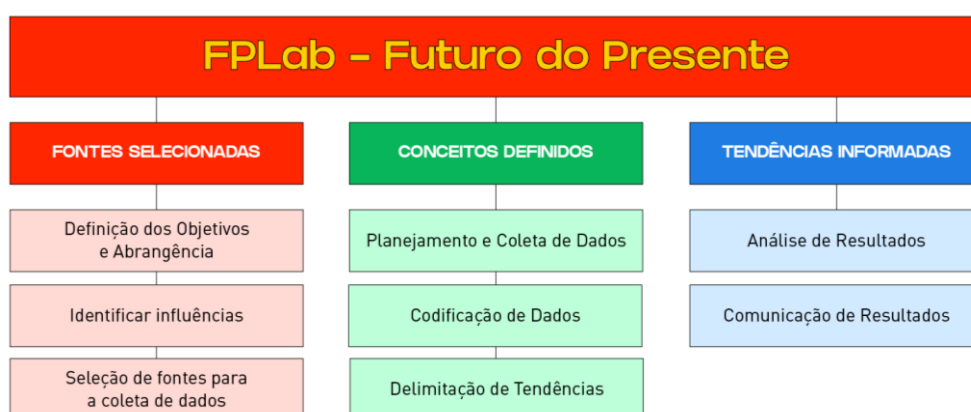 FPLab – Futuro do Presente
FONTES SELECIONADAS
Definição dos Objetivos
e Abrangência
Identificar influências
Seleção de fontes para
a coleta de dados
CONCEITOS DEFINIDOS
Planejamento e Coleta de Dados
Codificação de Dados
Delimitação de Tendências
TENDÊNCIAS INFORMADAS
Análise de Resultados
Comunicação de Resultados